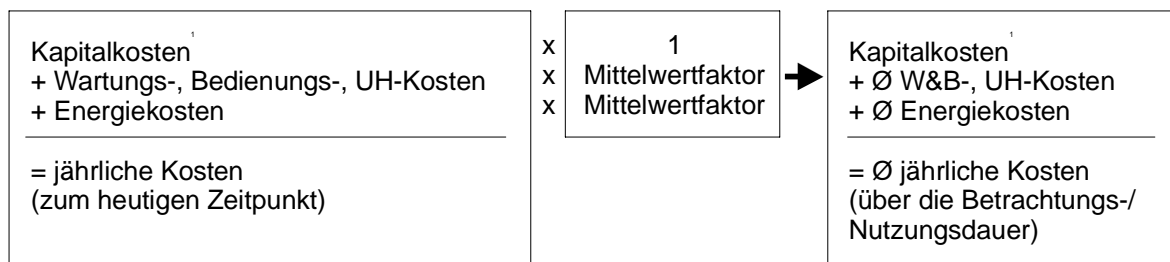 Kapitalkosten¹
+ Wartungs-, Bedienungs-, UH-Kosten
+ Energiekosten
= jährliche Kosten
(zum heutigen Zeitpunkt)
x 1
x Mittelwertfaktor
x Mittelwertfaktor
Kapitalkosten¹
+ Ø W&B-, UH-Kosten
+ Ø Energiekosten
= Ø jährliche Kosten
(über die Betrachtungs-/
Nutzungsdauer)